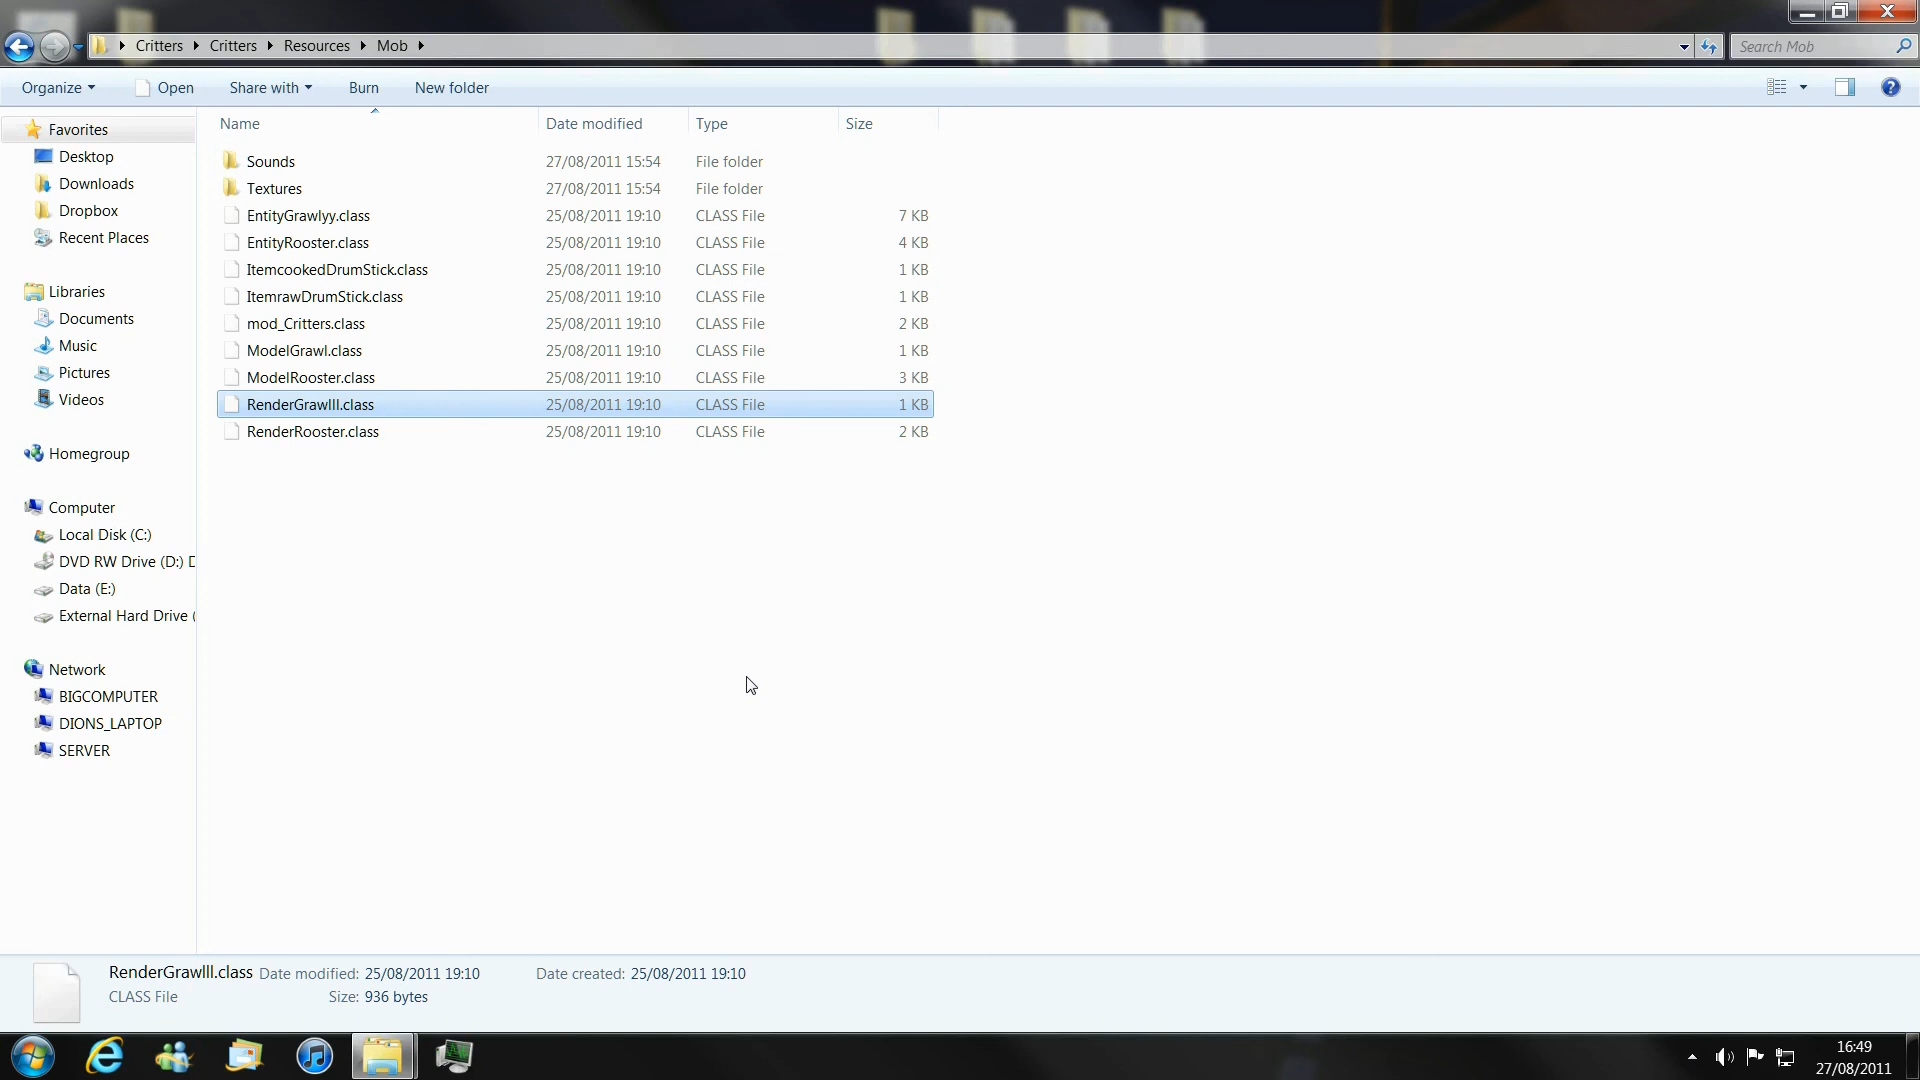 Critters Critters Resources Mob Search Mob
Organize Open Share with Burn New folder
Name Date modified Type Size
Sounds 27/08/2011 15:54 File folder
Textures 27/08/2011 15:54 File folder
EntityGrawlyy.class 25/08/2011 19:10 CLASS File 7 KB
EntityRooster.class 25/08/2011 19:10 CLASS File 4 KB
ItemcookedDrumStick.class 25/08/2011 19:10 CLASS File 1 KB
ItemrawDrumStick.class 25/08/2011 19:10 CLASS File 1 KB
mod_Critters.class 25/08/2011 19:10 CLASS File 2 KB
ModelGrawl.class 25/08/2011 19:10 CLASS File 1 KB
ModelRooster.class 25/08/2011 19:10 CLASS File 3 KB
RenderGrawlll.class 25/08/2011 19:10 CLASS File 1 KB
RenderRooster.class 25/08/2011 19:10 CLASS File 2 KB
Favorites
Desktop
Downloads
Dropbox
Recent Places
Libraries
Documents
Music
Pictures
Videos
Homegroup
Computer
Local Disk (C:)
DVD RW Drive (D:) D
Data (E:)
External Hard Drive (
Network
BIGCOMPUTER
DIONS_LAPTOP
SERVER
RenderGrawlll.class Date modified: 25/08/2011 19:10 Date created: 25/08/2011 19:10
CLASS File Size: 936 bytes
16:49
27/08/2011